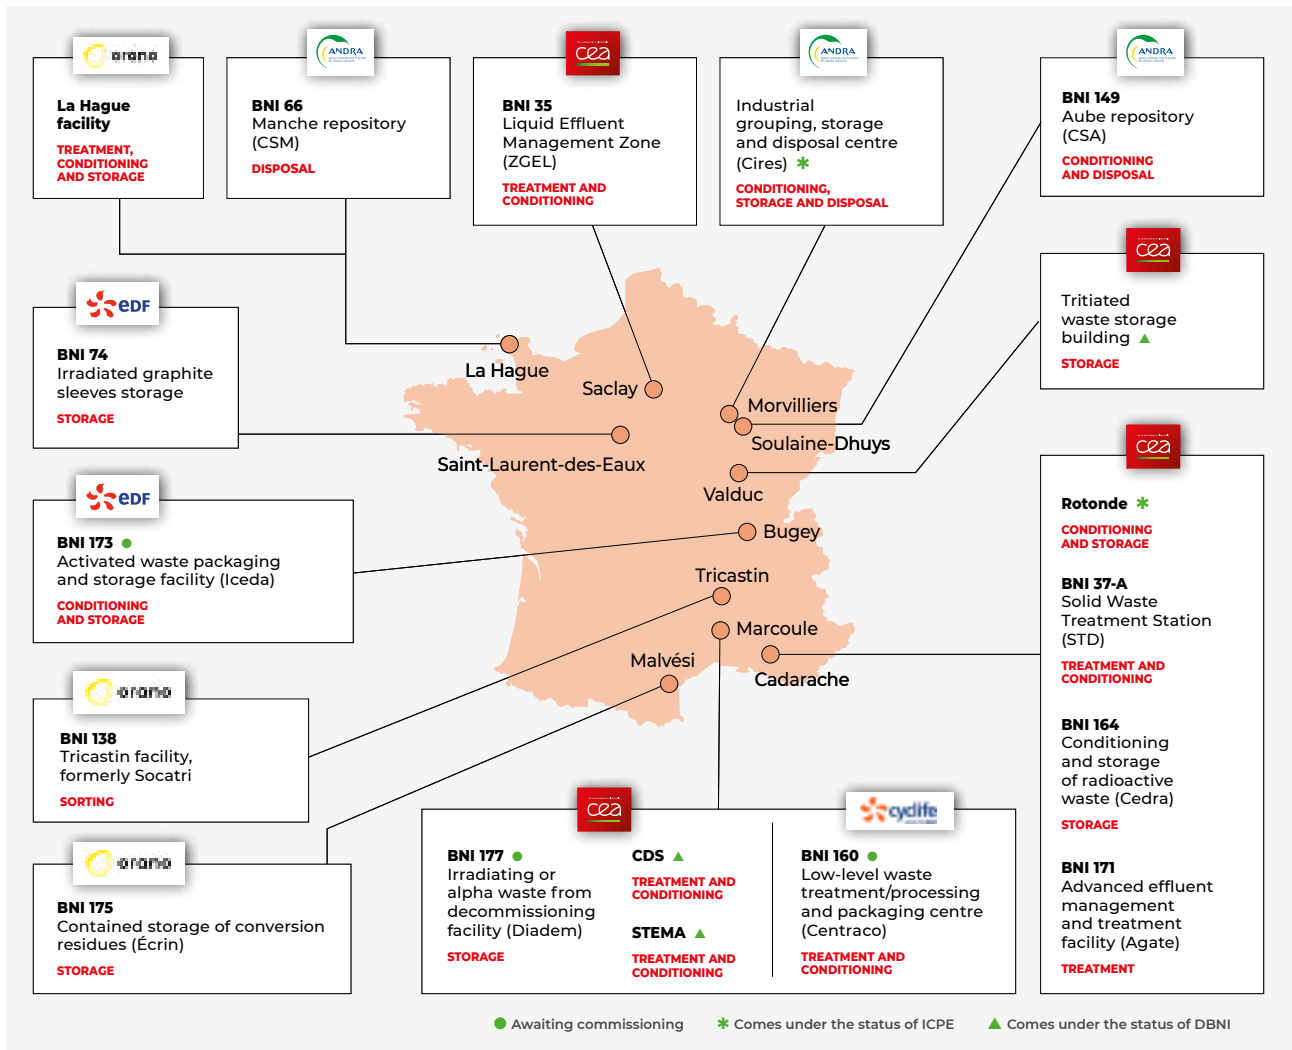 orano
La Hague
facility
TREATMENT,
CONDITIONING
AND STORAGE
ANDRA
BNI 66
Manche repository
(CSM)
DISPOSAL
cea
BNI 35
Liquid Effluent
Management Zone
(ZGEL)
TREATMENT AND
CONDITIONING
ANDRA
Industrial
grouping, storage
and disposal centre
(Cires) *
CONDITIONING,
STORAGE AND DISPOSAL
ANDRA
BNI 149
Aube repository
(CSA)
CONDITIONING
AND DISPOSAL
cea
Tritiated
waste storage
building ▲
STORAGE
eDF
BNI 74
Irradiated graphite
sleeves storage
STORAGE
eDF
BNI 173 ●
Activated waste packaging
and storage facility (Iceda)
CONDITIONING
AND STORAGE
orano
BNI 138
Tricastin facility,
formerly Socatri
SORTING
orano
BNI 175
Contained storage of conversion
residues (Écrin)
STORAGE
La Hague
Saclay
Morvilliers
Soulaine-Dhuys
Saint-Laurent-des-Eaux
Valduc
Bugey
Tricastin
Marcoule
Malvési
Cadarache
cea
Rotonde *
CONDITIONING
AND STORAGE
BNI 37-A
Solid Waste
Treatment Station
(STD)
TREATMENT AND
CONDITIONING
BNI 164
Conditioning
and storage
of radioactive
waste (Cedra)
STORAGE
BNI 171
Advanced effluent
management
and treatment
facility (Agate)
TREATMENT
cea
BNI 177 ●
Irradiating or
alpha waste from
decommissioning
facility (Diadem)
STORAGE
CDS ▲
TREATMENT AND
CONDITIONING
STEMA ▲
TREATMENT AND
CONDITIONING
cyclife
BNI 160 ●
Low-level waste
treatment/processing
and packaging centre
(Centraco)
TREATMENT AND
CONDITIONING
● Awaiting commissioning
* Comes under the status of ICPE
▲ Comes under the status of DBNI